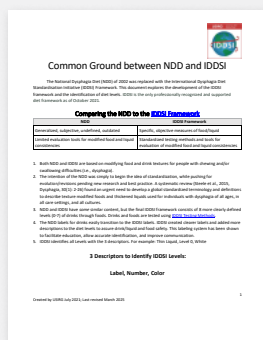 IDDSI
Common Ground between NDD and IDDSI
The National Dysphagia Diet (NDD) of 2002 was replaced with the International Dysphagia Diet
Standardisation Initiative (IDDSI) Framework. This document explores the development of the IDDSI
framework and the identification of diet levels. IDDSI is the only professionally recognized and supported
diet framework as of October 2021.
Comparing the NDD to the IDDSI Framework
NDD IDDSI Framework
Generalized, subjective, undefined, outdated Specific, objective measures of food/liquid
Limited evaluation tools for modified food and liquid Standardized testing methods and tools for
consistencies evaluation of modified food and liquid consistencies
1. Both NDD and IDDSI are based on modifying food and drink textures for people with chewing and/or
swallowing difficulties (i.e., dysphagia).
2. The intention of the NDD was simply to begin the idea of standardization, while pushing for
evolution/revisions pending new research and best practice. A systematic review (Steele et al., 2015,
Dysphagia, 30(1): 2-26) found an urgent need to develop a global standardized terminology and definitions
to describe texture-modified foods and thickened liquids used for individuals with dysphagia of all ages, in
all care settings, and all cultures.
3. NDD and IDDSI have some similar content, but the final IDDSI Framework consists of 8 more clearly defined
levels (0-7) of drinks through foods. Drinks and foods are tested using IDDSI Testing Methods.
4. The NDD labels for drinks easily transition to the IDDSI labels. IDDSI created clearer labels and added more
descriptions to the diet levels to assure drink/liquid and food safety. This labeling system has been shown
to facilitate education, allow accurate identification, and improve communication.
5. IDDSI identifies all Levels with the 3 descriptors. For example: Thin Liquid, Level 0, White
3 Descriptors to Identify IDDSI Levels:
Label, Number, Color
1
Created by USIRG July 2021; Last revised March 2025